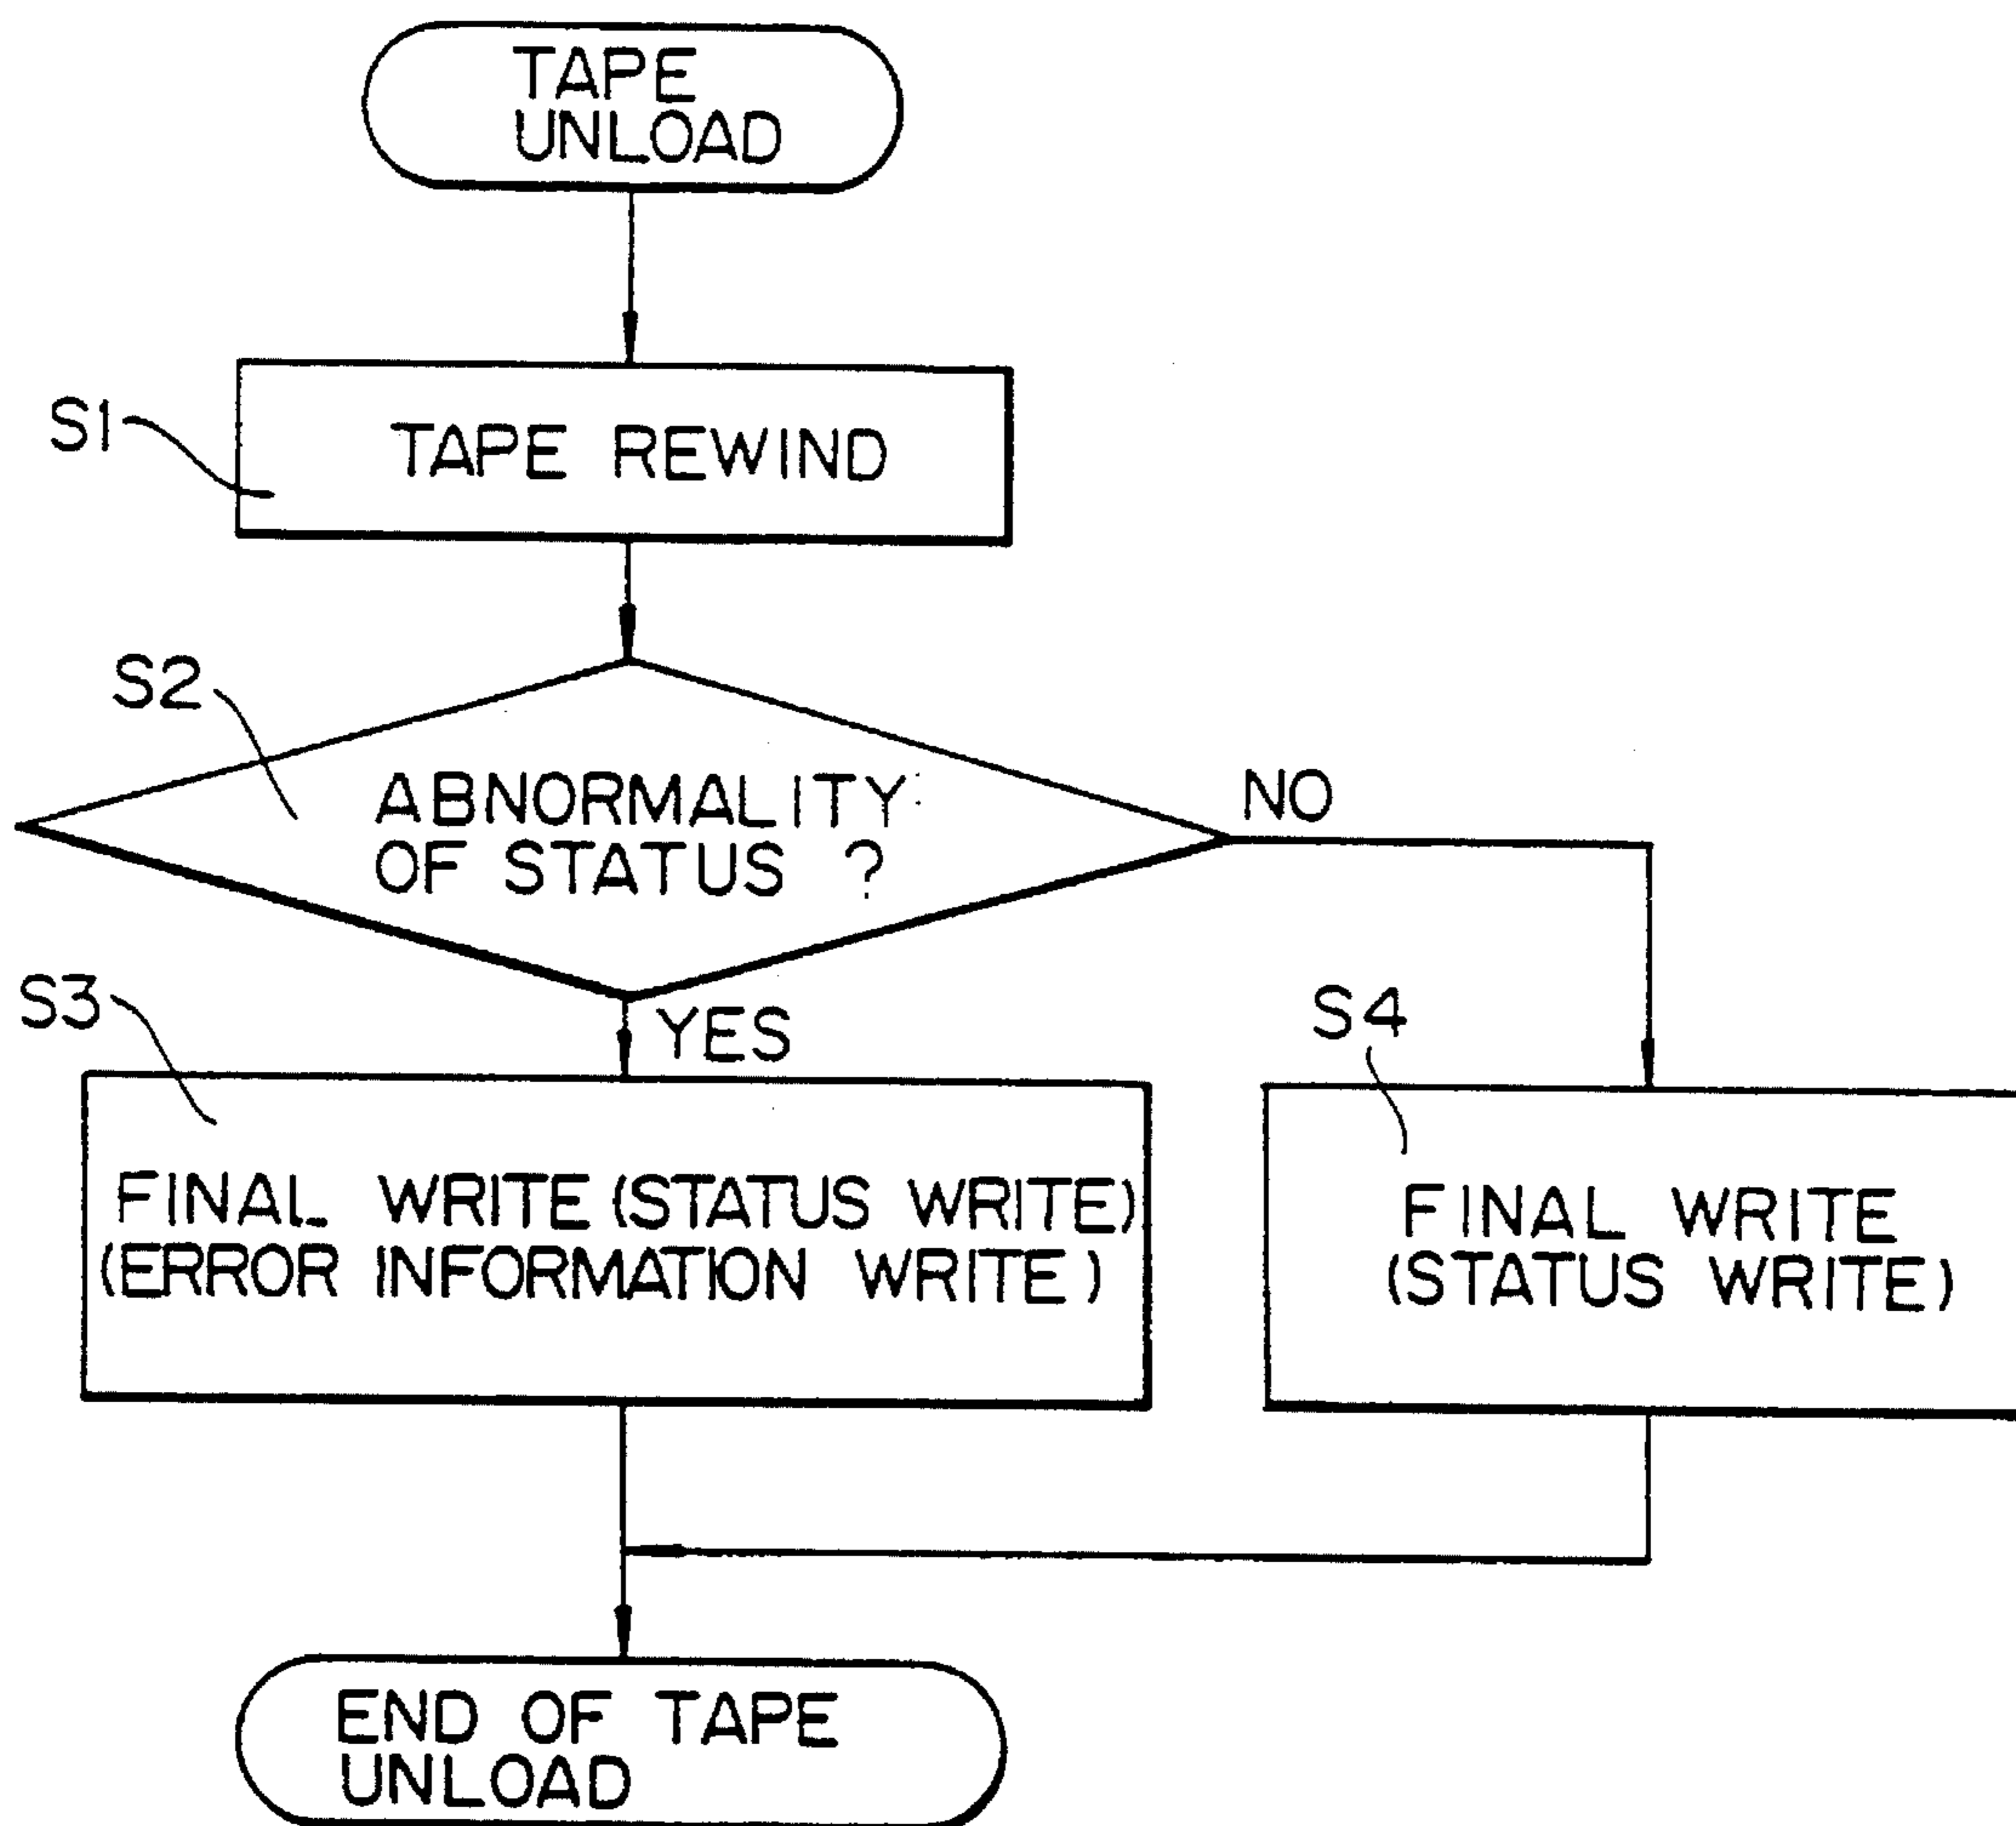 TAPE
UNLOAD
S1
TAPE REWIND
S2
ABNORMALITY
OF STATUS ?
NO
YES
S3
FINAL WRITE (STATUS WRITE)
(ERROR INFORMATION WRITE)
S4
FINAL WRITE
(STATUS WRITE)
END OF TAPE
UNLOAD